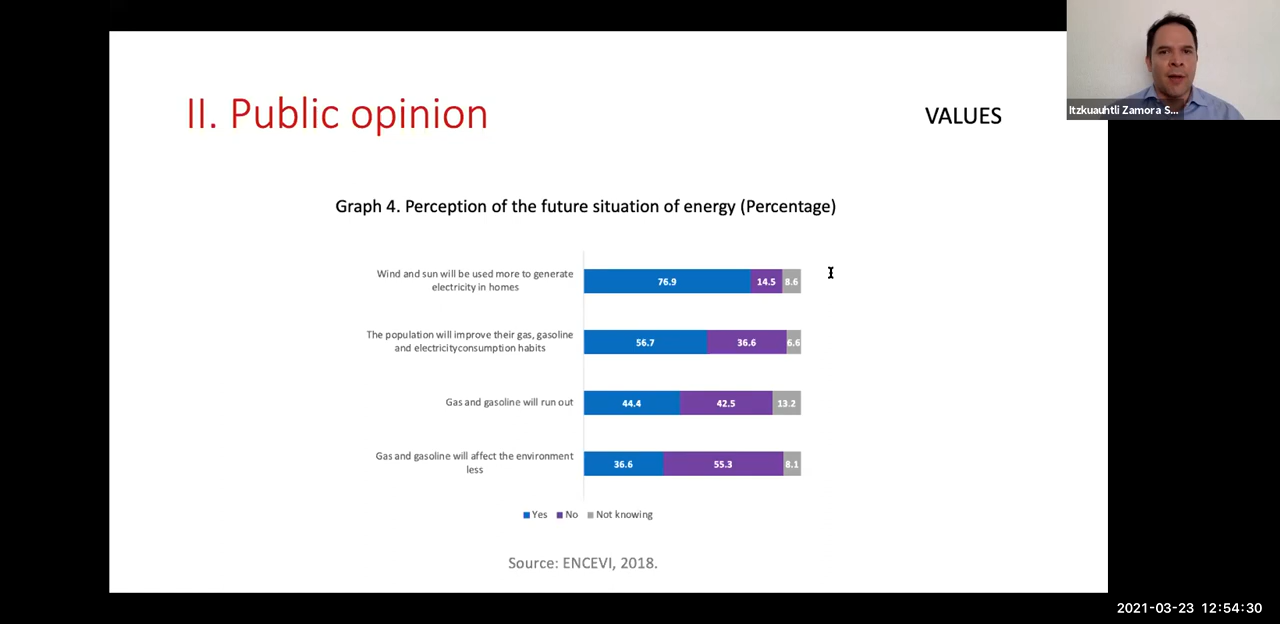 II. Public opinion
VALUES
Itzkuauhtli Zamora S...
Graph 4. Perception of the future situation of energy (Percentage)
Wind and sun will be used more to generate
electricity in homes
76.9 14.5 8.6
The population will improve their gas, gasoline
and electricityconsumption habits
56.7 36.6 6.6
Gas and gasoline will run out
44.4 42.5 13.2
Gas and gasoline will affect the environment
less
36.6 55.3 8.1
Yes No Not knowing
Source: ENCEVI, 2018.
2021-03-23 12:54:30